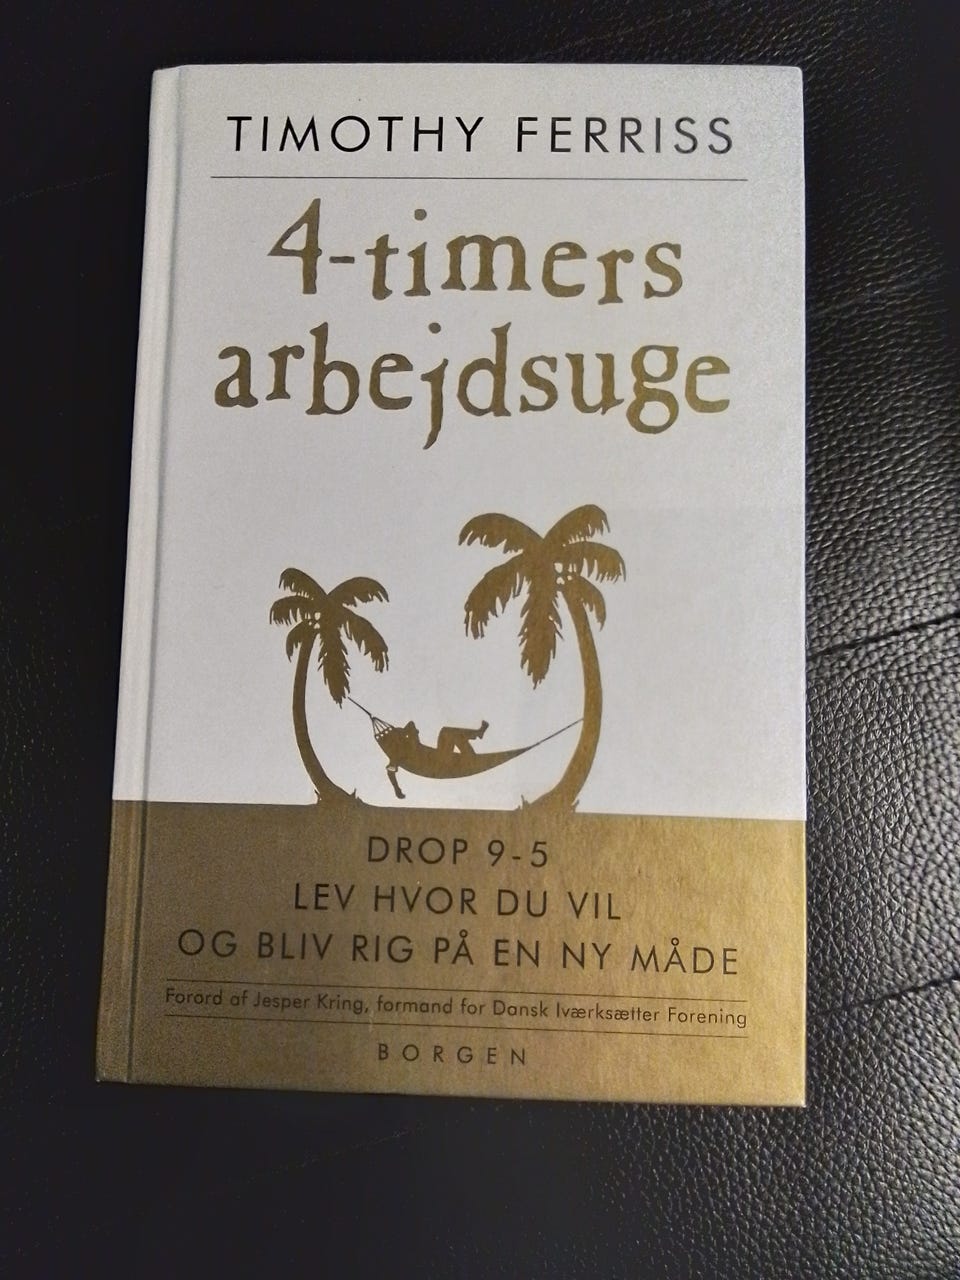 TIMOTHY FERRISS
4-timers
arbejdsuge
DROP 9-5
LEV HVOR DU VIL
OG BLIV RIG PÅ EN NY MÅDE
Forord af Jesper Kring, formand for Dansk Iværksætter Forening
BORGEN